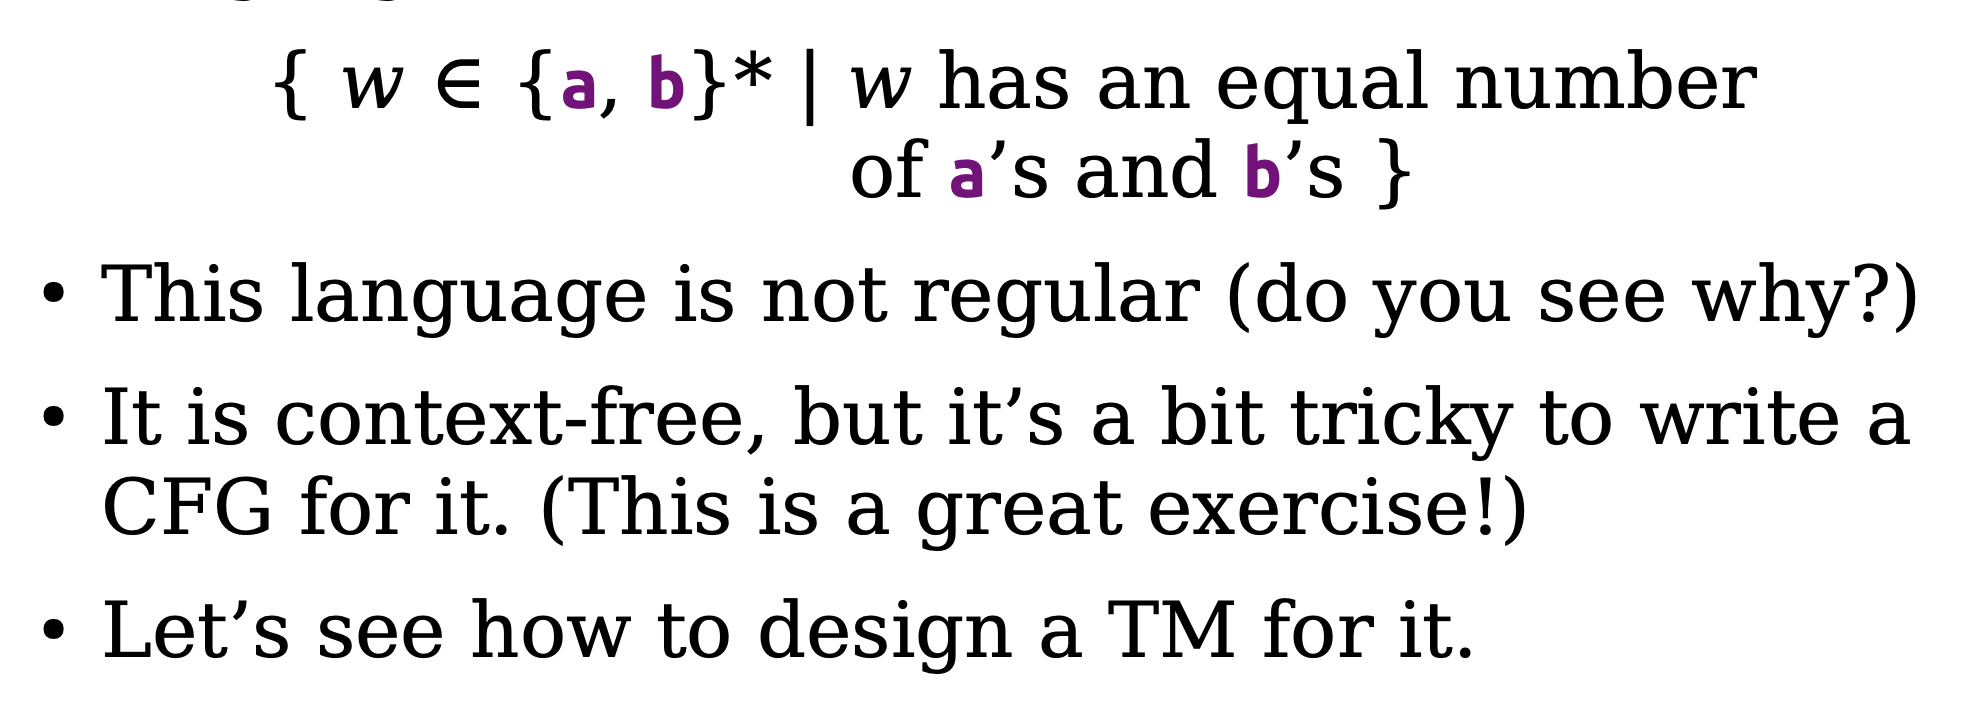 { w ∈ {a, b}* | w has an equal number
of a’s and b’s }
• This language is not regular (do you see why?)
• It is context-free, but it’s a bit tricky to write a
CFG for it. (This is a great exercise!)
• Let’s see how to design a TM for it.